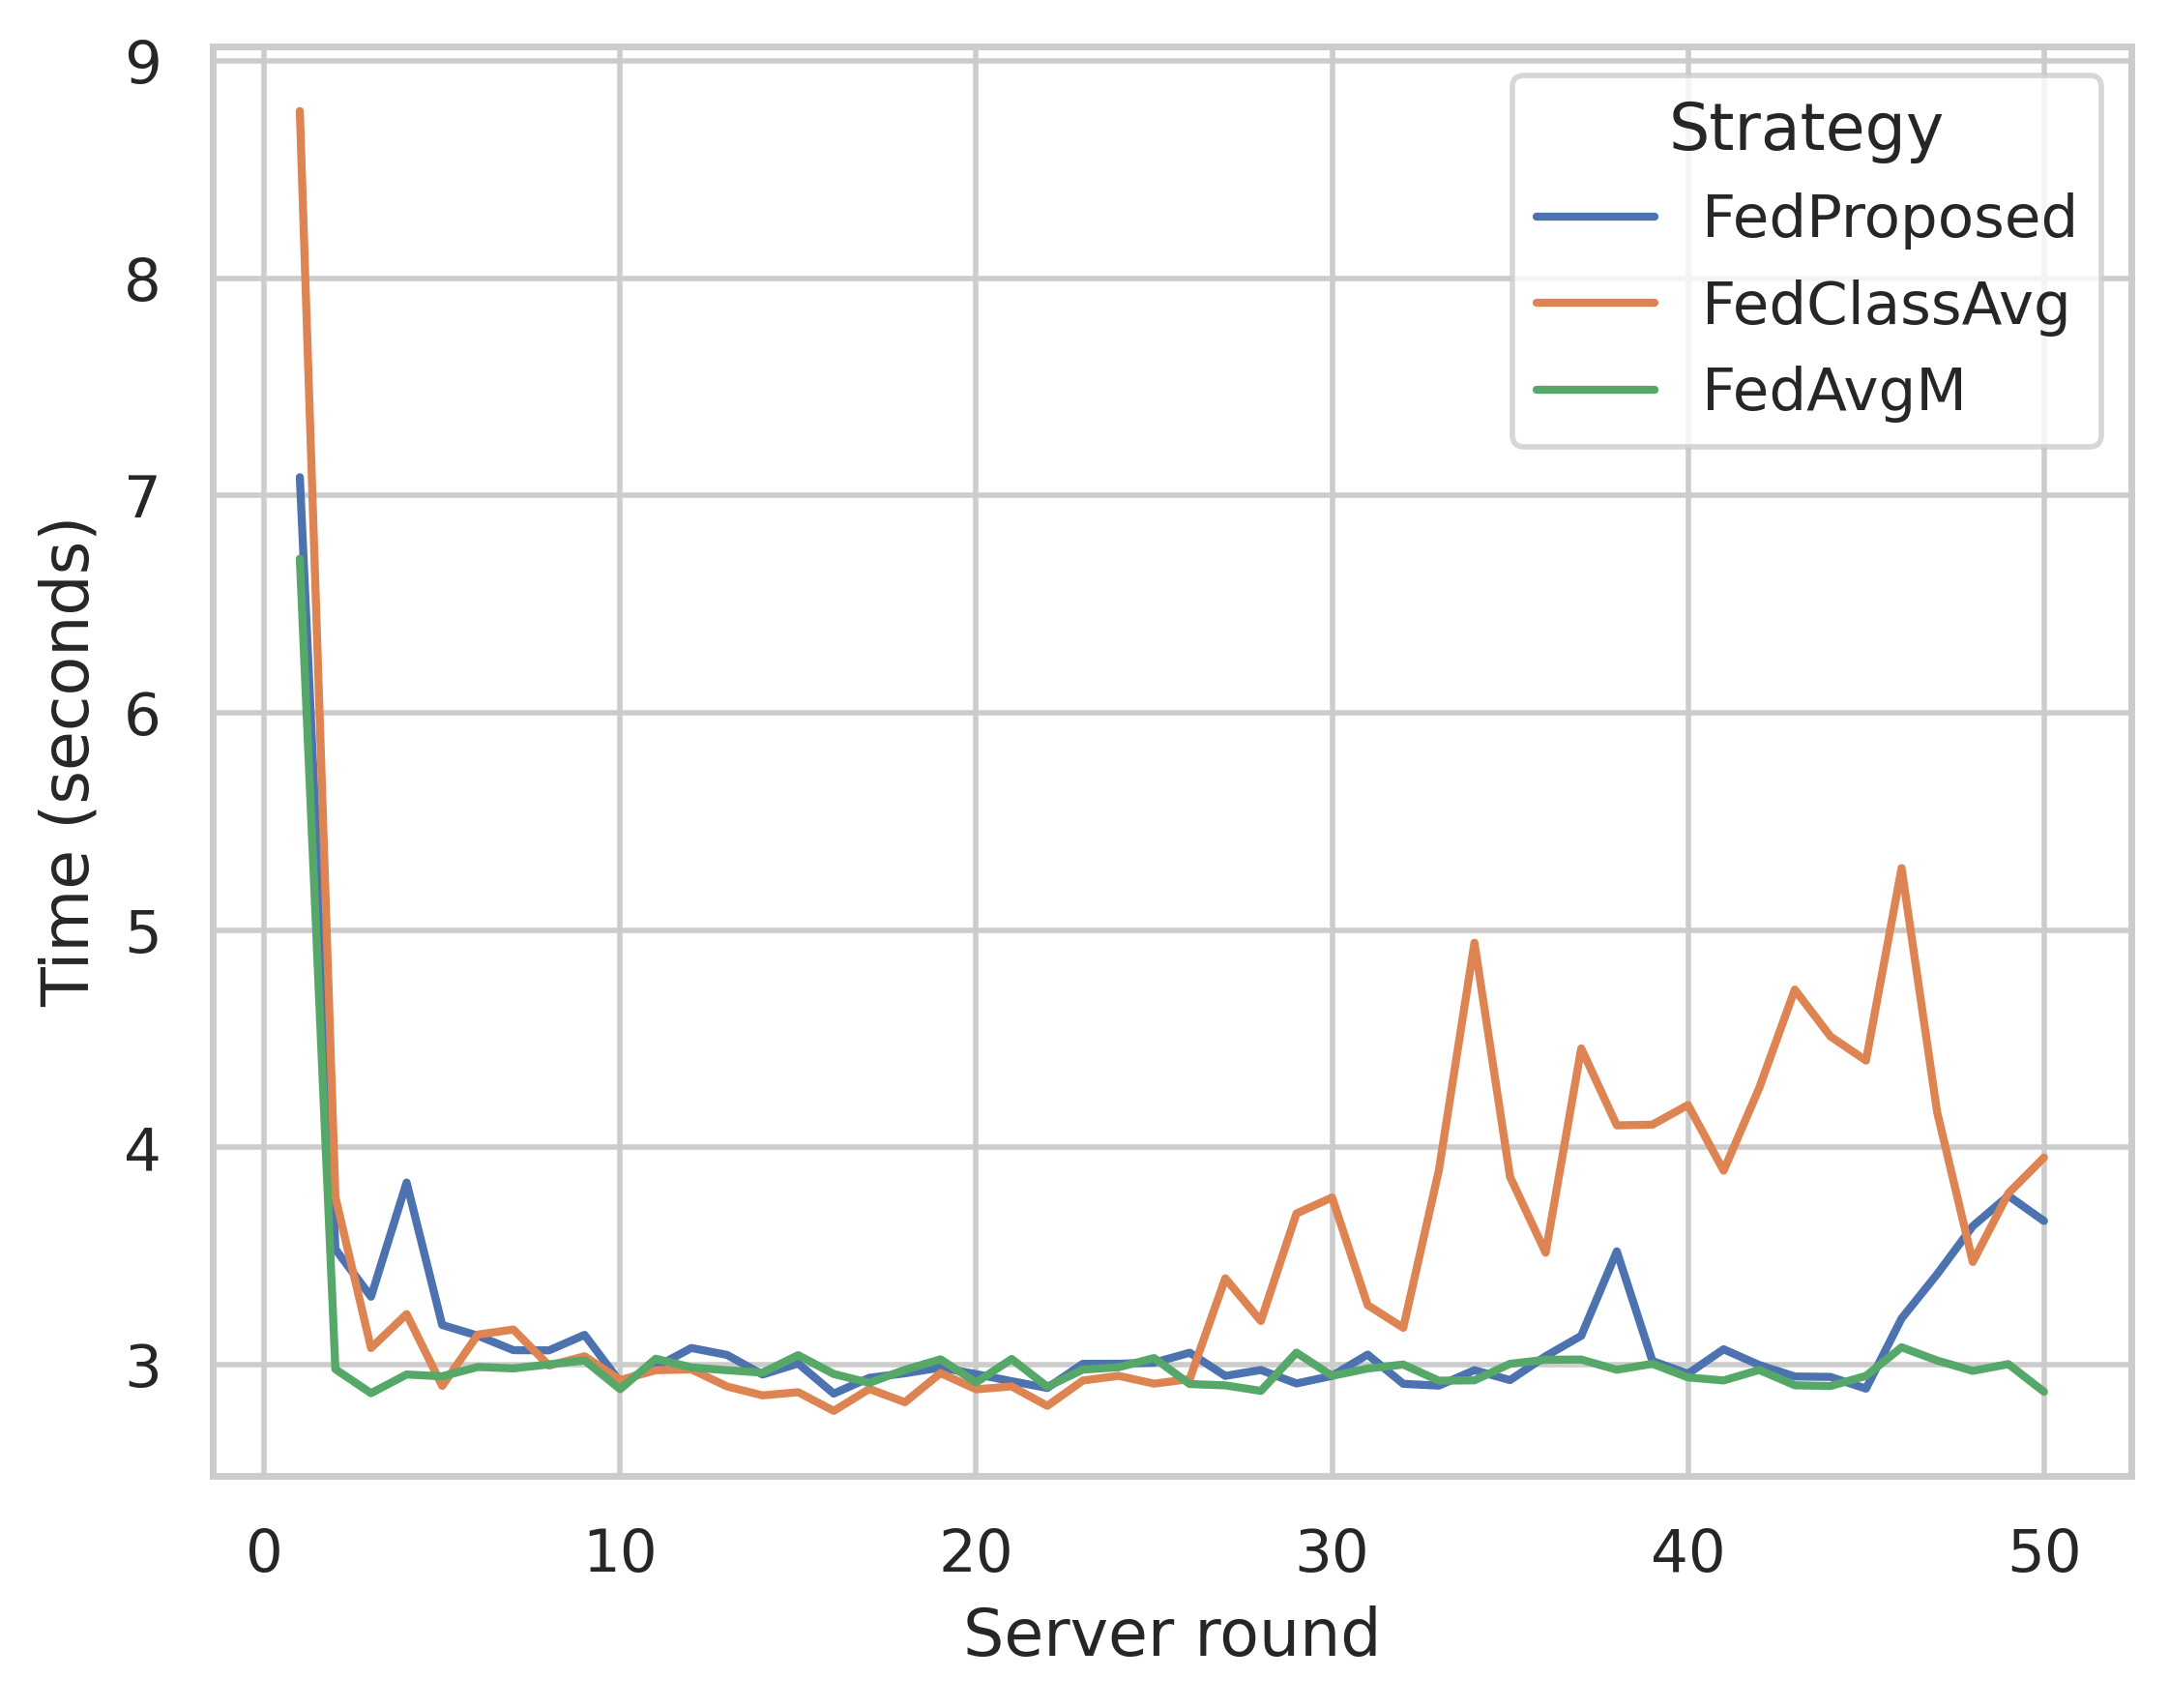 9
8
7
6
5
4
3
Time (seconds)
0 10 20 30 40 50
Server round
Strategy
FedProposed
FedClassAvg
FedAvgM